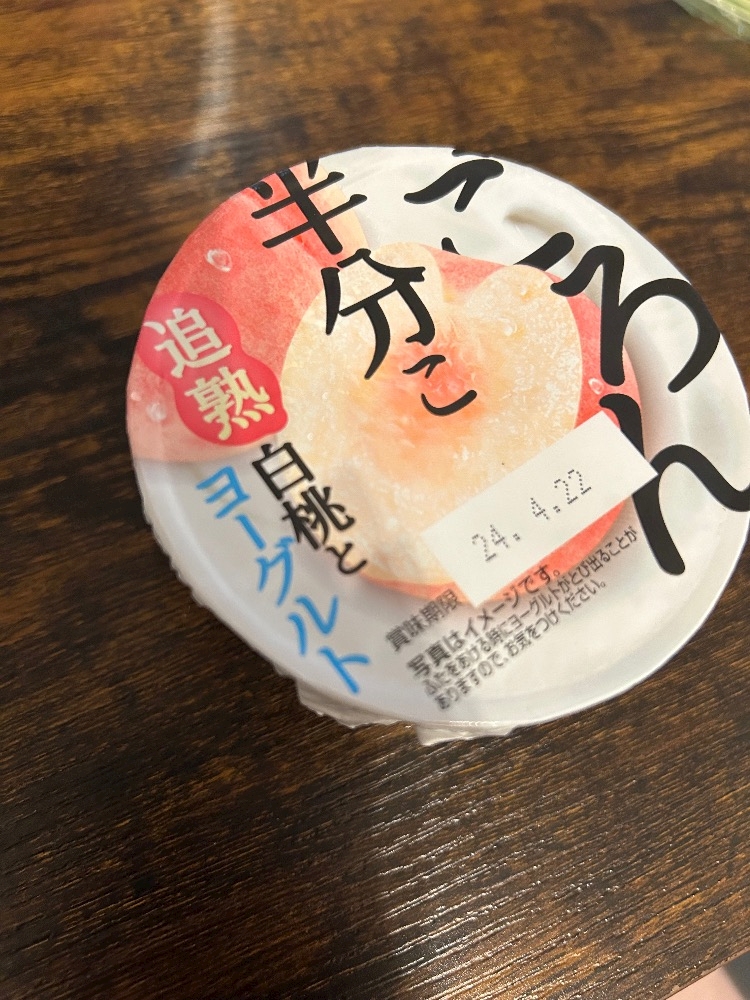 半分こ
ころん
追熟
白桃と
ヨーグルト
24. 4.22
賞味期限
写真はイメージです。
ふたをあける時にヨーグルトがとび出ることが
ありますので、お気をつけください。